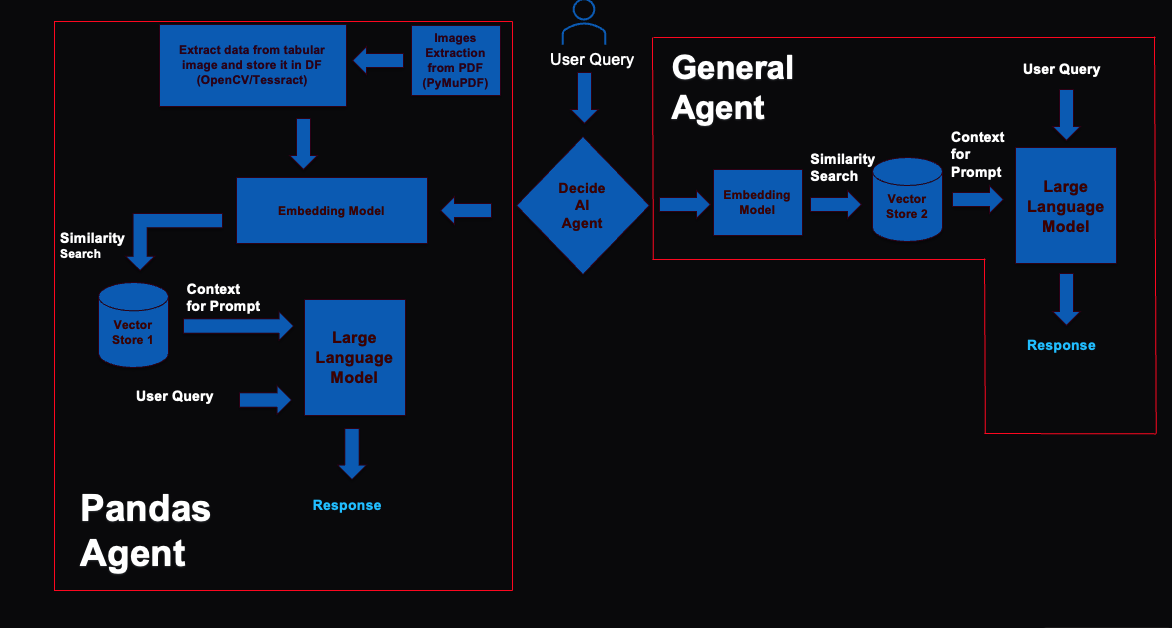 Extract data from tabular
image and store it in DF
(OpenCV/Tessract)
Images
Extraction
from PDF
(PyMuPDF)
Embedding Model
Similarity
Search
Vector
Store 1
Context
for Prompt
User Query
Large
Language
Model
Response
Pandas
Agent
User Query
Decide
AI
Agent
General
Agent
Embedding
Model
Similarity
Search
Vector
Store 2
Context
for
Prompt
User Query
Large
Language
Model
Response